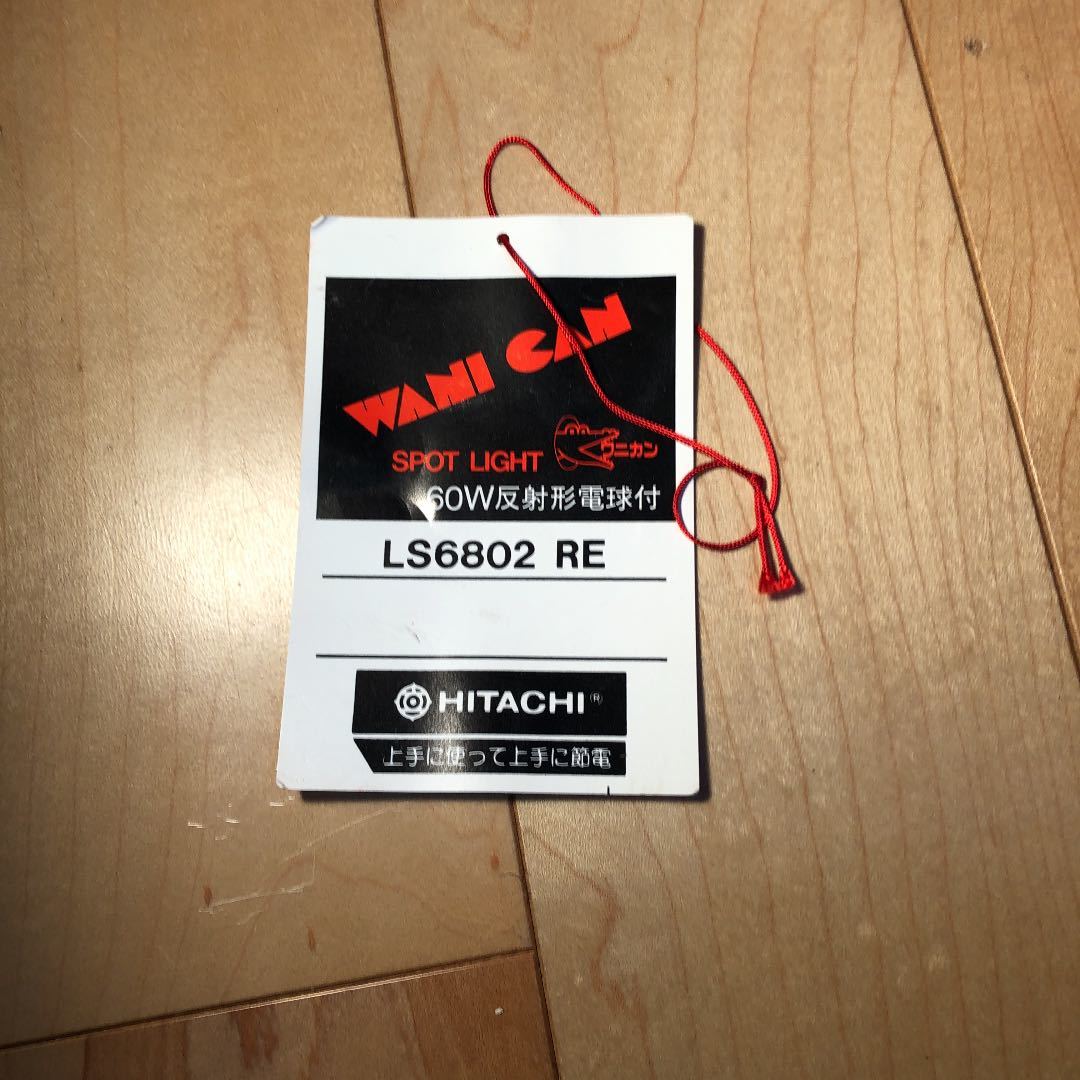 WANI CAN
SPOT LIGHT ワニカン
60W反射形電球付
LS6802 RE
HITACHI®
上手に使って上手に節電